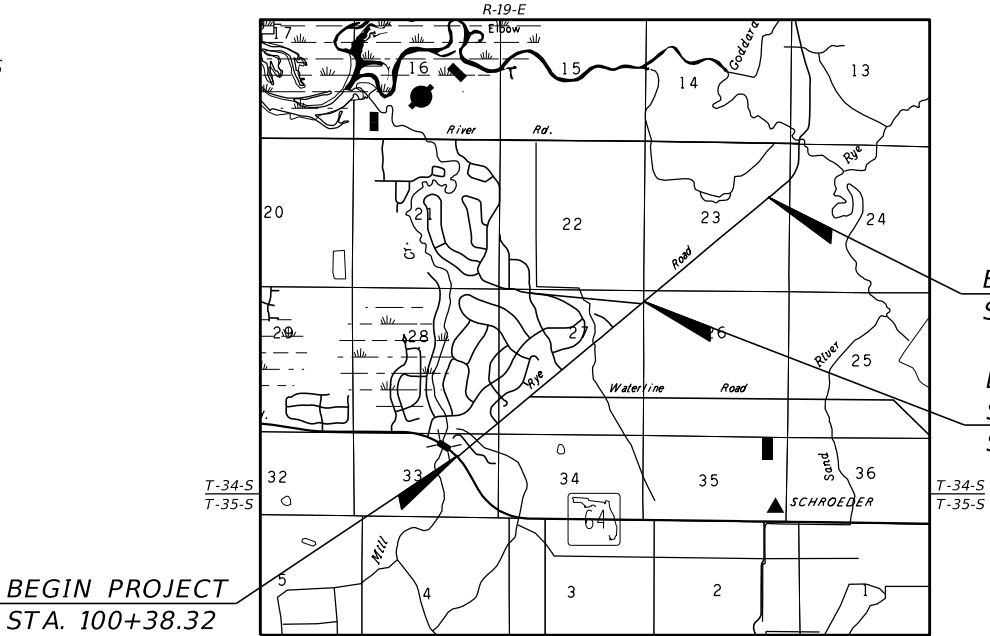 R-19-E
17
Elbow
16
15
14
13
Goddard
River Rd.
Rye
20
21
22
23
24
Cr.
Road
29
28
27
26
25
River
Rye
Waterline Road
32
33
34
35
36
Sand
T-34-S
T-35-S
T-34-S
T-35-S
SCHROEDER
64
Mill
BEGIN PROJECT
STA. 100+38.32
5
4
3
2
1